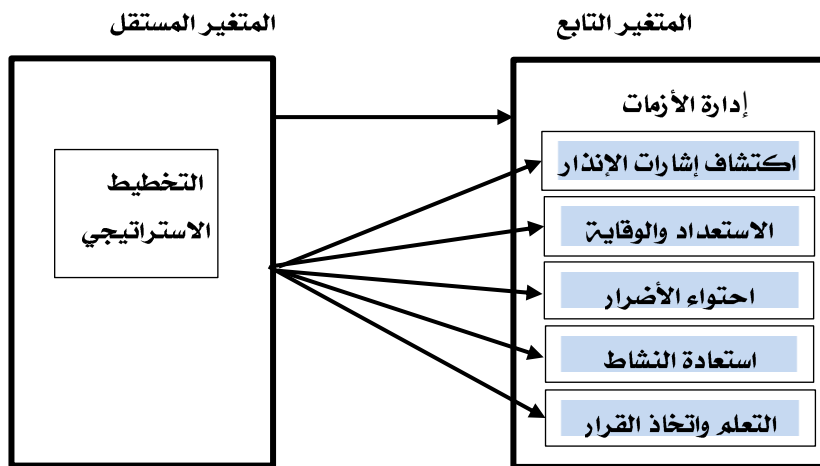 المتغير المستقل
المتغير التابع
التخطيط
الاستراتيجي
إدارة الأزمات
اكتشاف إشارات الإنذار
الاستعداد والوقاية
احتواء الأضرار
استعادة النشاط
التعلم واتخاذ القرار